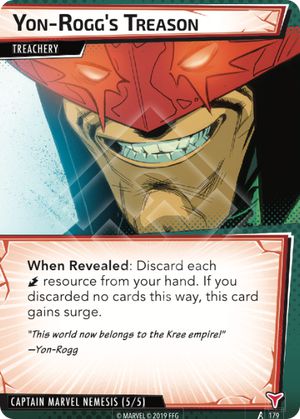 YON-ROGG'S TREASON
TREACHERY
When Revealed: Discard each
resource from your hand. If you
discarded no cards this way, this card
gains surge.
"This world now belongs to the Kree empire!"
—Yon-Rogg
CAPTAIN MARVEL NEMESIS (5/5)
© MARVEL © 2019 FFG
179